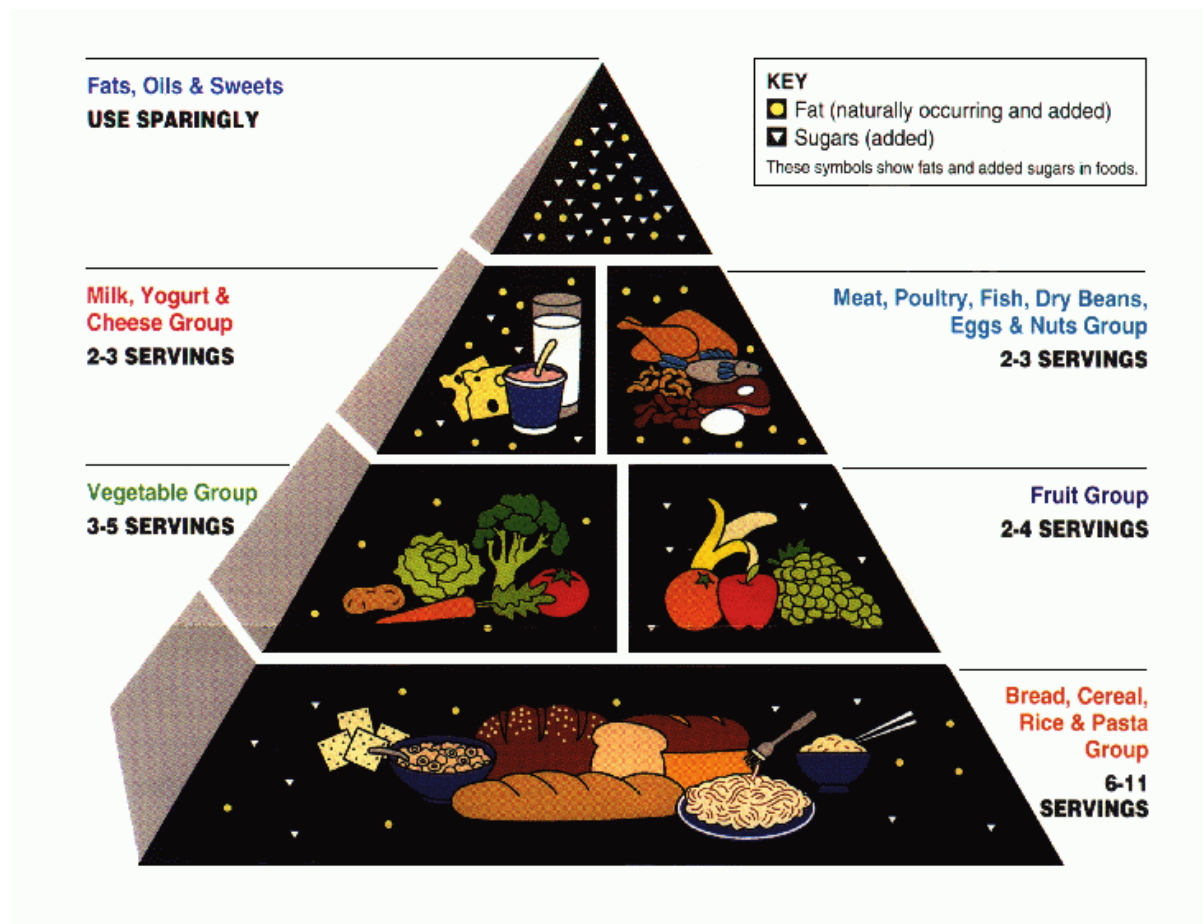 Fats, Oils & Sweets
USE SPARINGLY
KEY
Fat (naturally occurring and added)
Sugars (added)
These symbols show fats and added sugars in foods.
Milk, Yogurt &
Cheese Group
2-3 SERVINGS
Meat, Poultry, Fish, Dry Beans,
Eggs & Nuts Group
2-3 SERVINGS
Vegetable Group
3-5 SERVINGS
Fruit Group
2-4 SERVINGS
Bread, Cereal,
Rice & Pasta
Group
6-11
SERVINGS